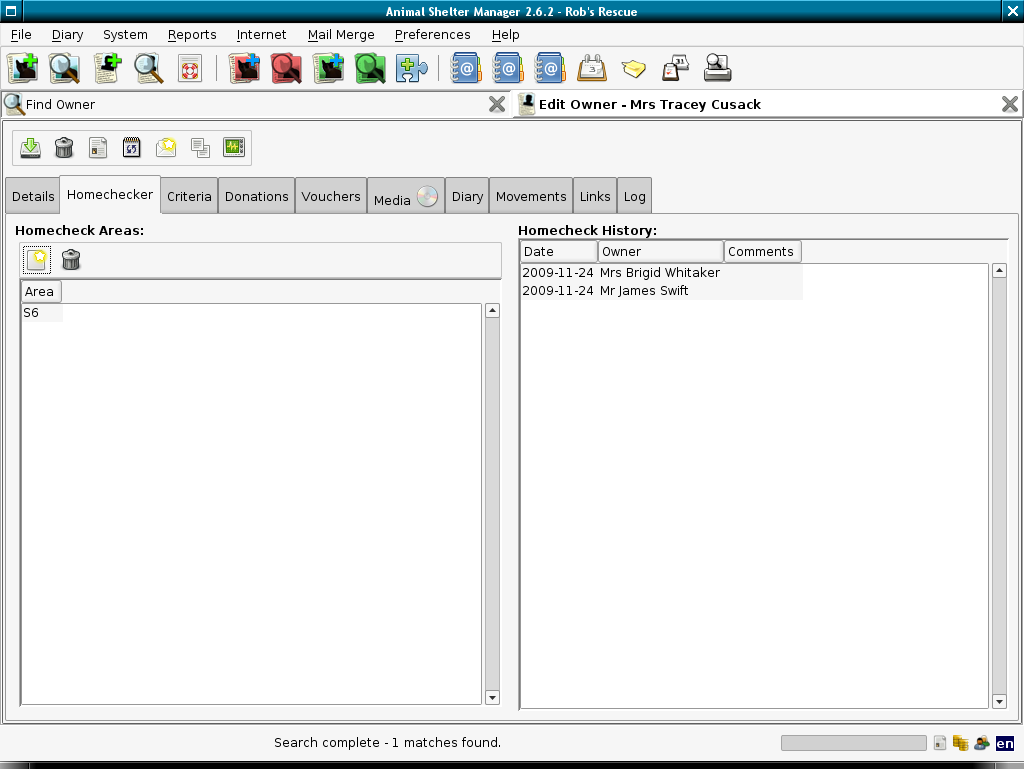 Animal Shelter Manager 2.6.2 - Rob's Rescue
File Diary System Reports Internet Mail Merge Preferences Help
Find Owner
Edit Owner - Mrs Tracey Cusack
Details Homechecker Criteria Donations Vouchers Media Diary Movements Links Log
Homecheck Areas:
Area
S6
Homecheck History:
Date Owner Comments
2009-11-24 Mrs Brigid Whitaker
2009-11-24 Mr James Swift
Search complete - 1 matches found.
en